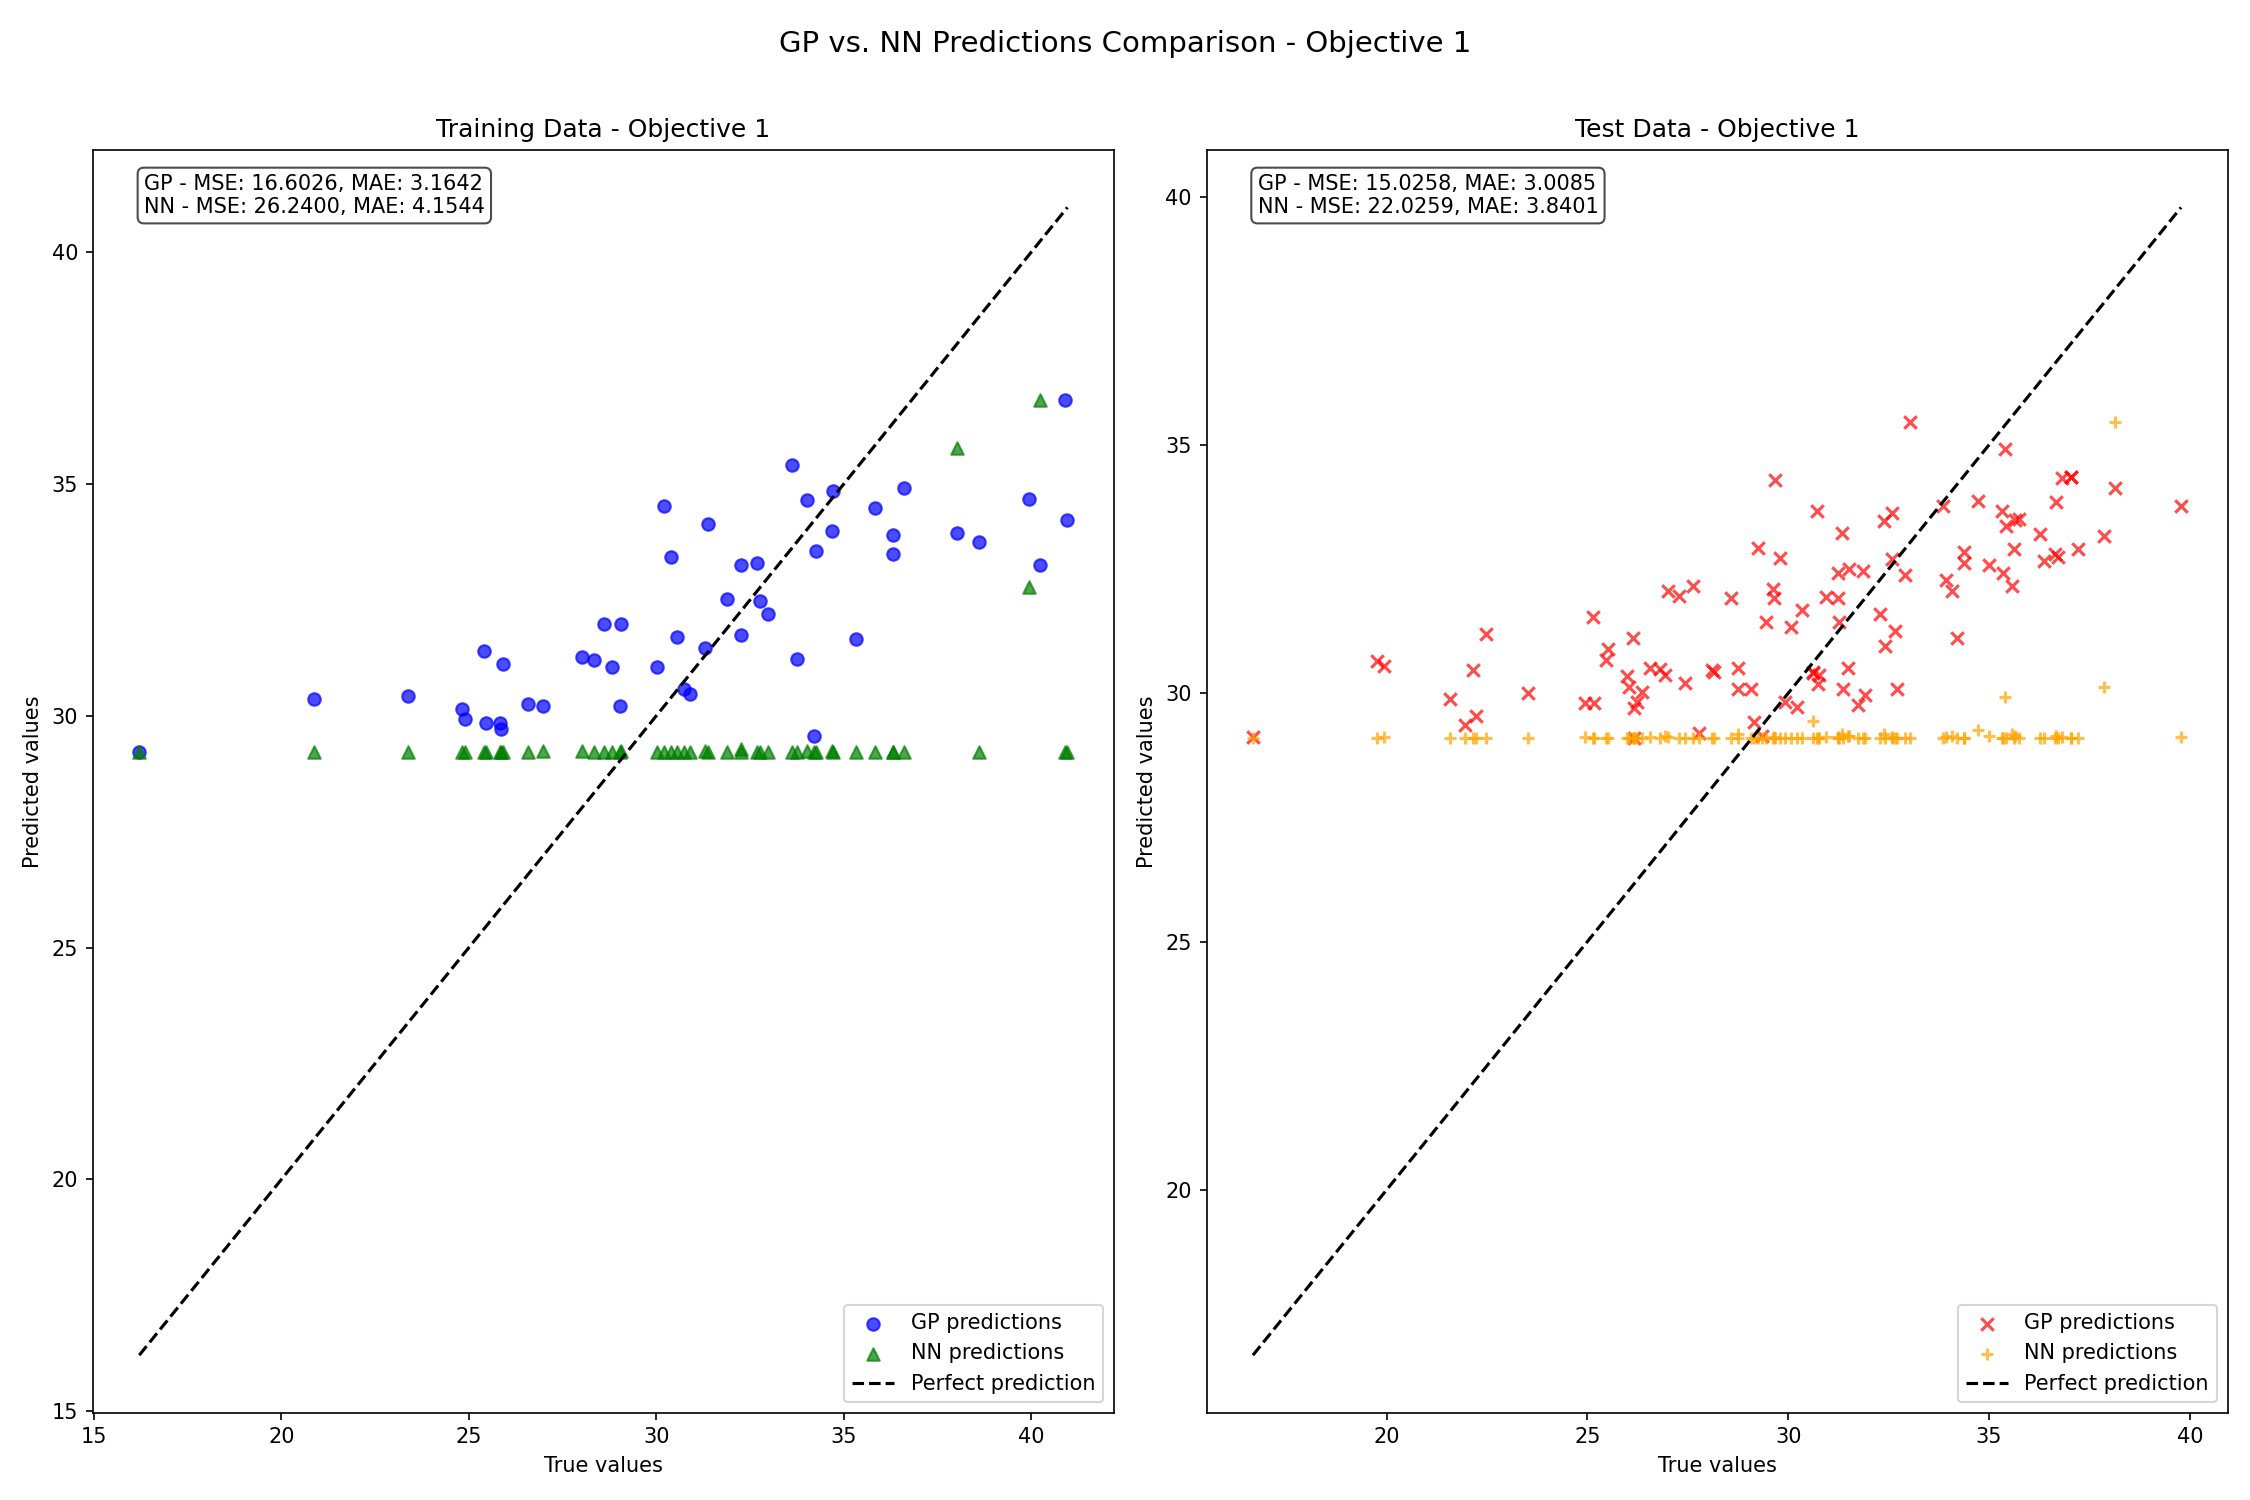 GP vs. NN Predictions Comparison - Objective 1
Training Data - Objective 1
GP - MSE: 16.6026, MAE: 3.1642
NN - MSE: 26.2400, MAE: 4.1544
40
35
30
25
20
15
Predicted values
15 20 25 30 35 40
True values
GP predictions
NN predictions
Perfect prediction
Test Data - Objective 1
GP - MSE: 15.0258, MAE: 3.0085
NN - MSE: 22.0259, MAE: 3.8401
40
35
30
25
20
Predicted values
20 25 30 35 40
True values
GP predictions
NN predictions
Perfect prediction